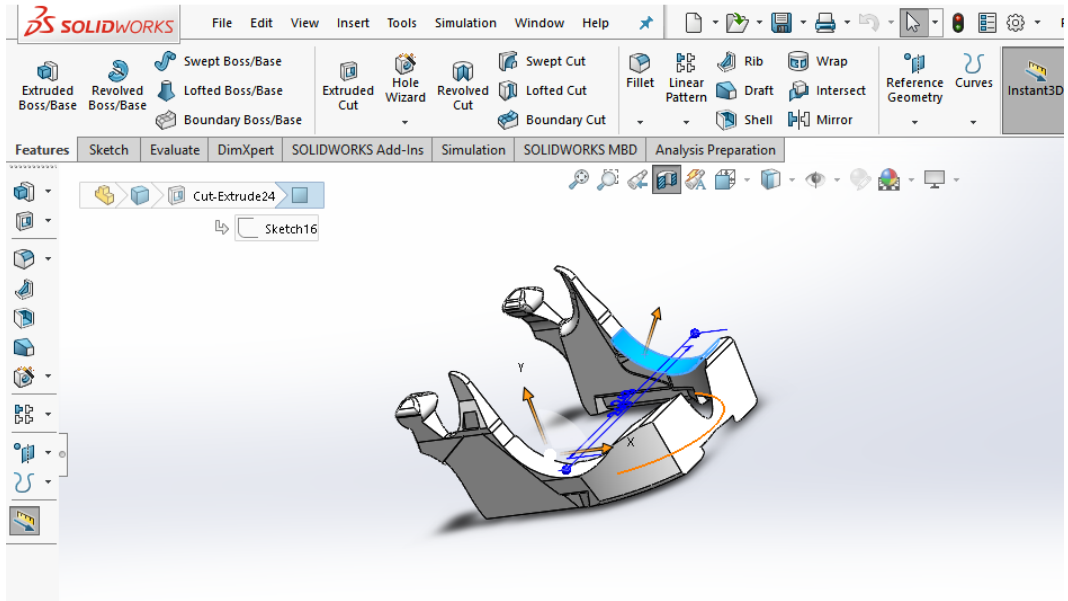 SOLIDWORKS File Edit View Insert Tools Simulation Window Help
Extruded Boss/Base
Revolved Boss/Base
Swept Boss/Base
Lofted Boss/Base
Boundary Boss/Base
Extruded Cut
Hole Wizard
Revolved Cut
Swept Cut
Lofted Cut
Boundary Cut
Fillet
Linear Pattern
Rib
Draft
Shell
Wrap
Intersect
Mirror
Reference Geometry
Curves
Instant3D
Features Sketch Evaluate DimXpert SOLIDWORKS Add-Ins Simulation SOLIDWORKS MBD Analysis Preparation
Cut-Extrude24
Sketch16
Y
X